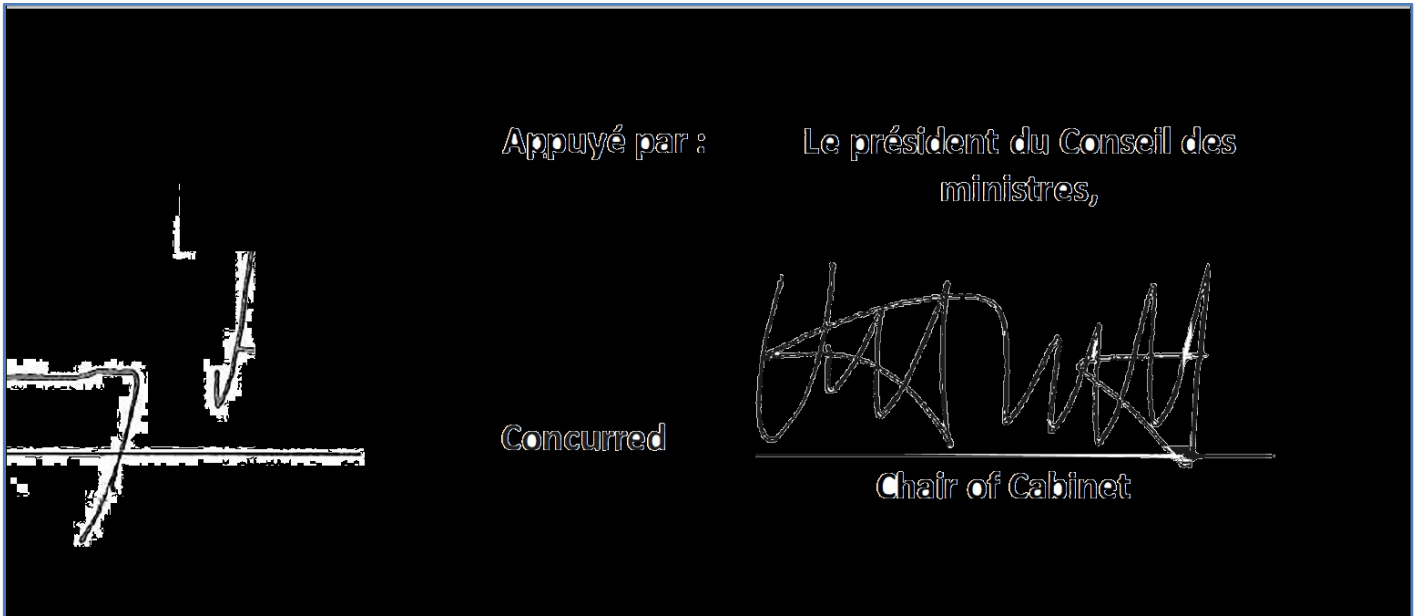 Appuyé par :
Le président du Conseil des
ministres,
Concurred
Chair of Cabinet